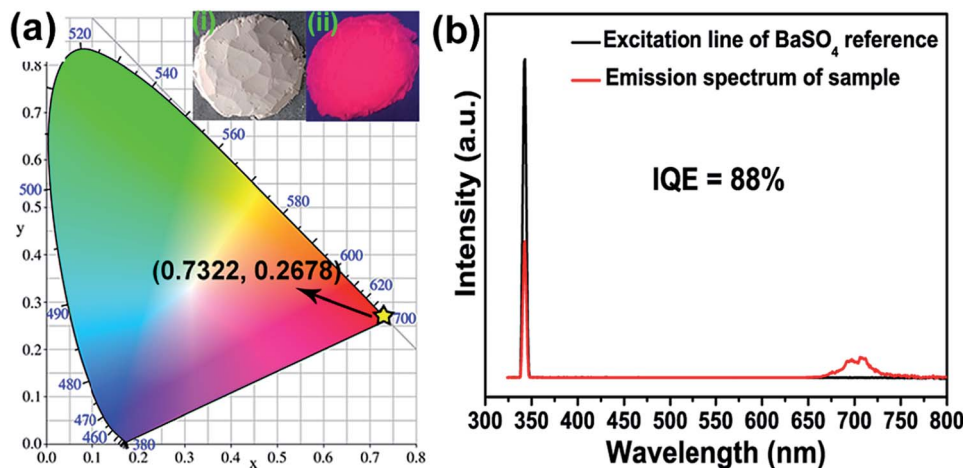 (a)
(i)
(ii)
520
540
560
580
600
620
700
500
490
480
470
460
380
(0.7322, 0.2678)
0.8
0.7
0.6
0.5
y
0.4
0.3
0.2
0.1
0.0
0.0 0.1 0.2 0.3 0.4 0.5 0.6 0.7 0.8
x
(b)
Excitation line of BaSO4 reference
Emission spectrum of sample
IQE = 88%
Intensity (a.u.)
300 350 400 450 500 550 600 650 700 750 800
Wavelength (nm)